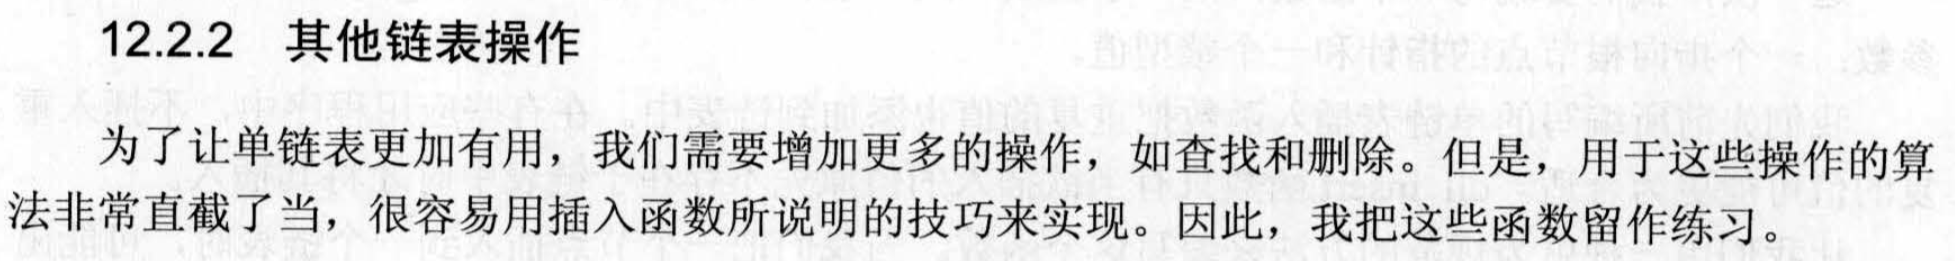 12.2.2 其他链表操作
为了让单链表更加有用，我们需要增加更多的操作，如查找和删除。但是，用于这些操作的算
法非常直截了当，很容易用插入函数所说明的技巧来实现。因此，我把这些函数留作练习。